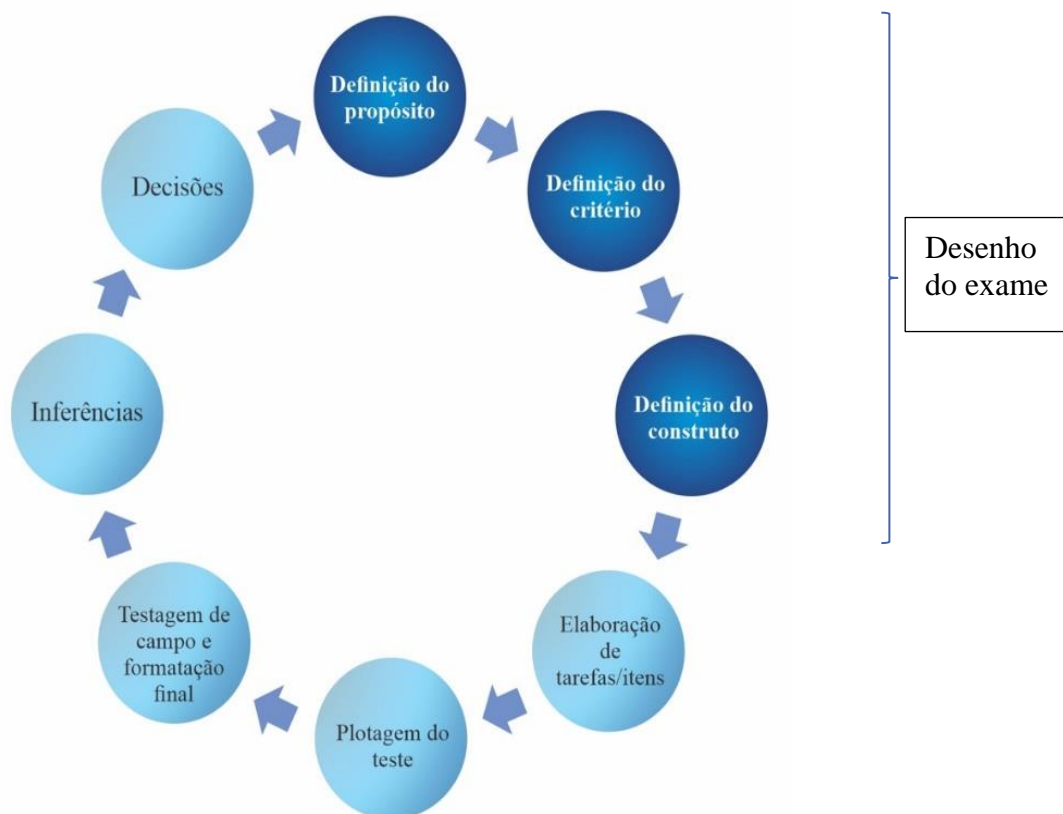 Definição do
propósito
Definição do
critério
Definição do
construto
Elaboração
de
tarefas/itens
Plotagem do
teste
Testagem de
campo e
formatação
final
Inferências
Decisões
Desenho
do exame